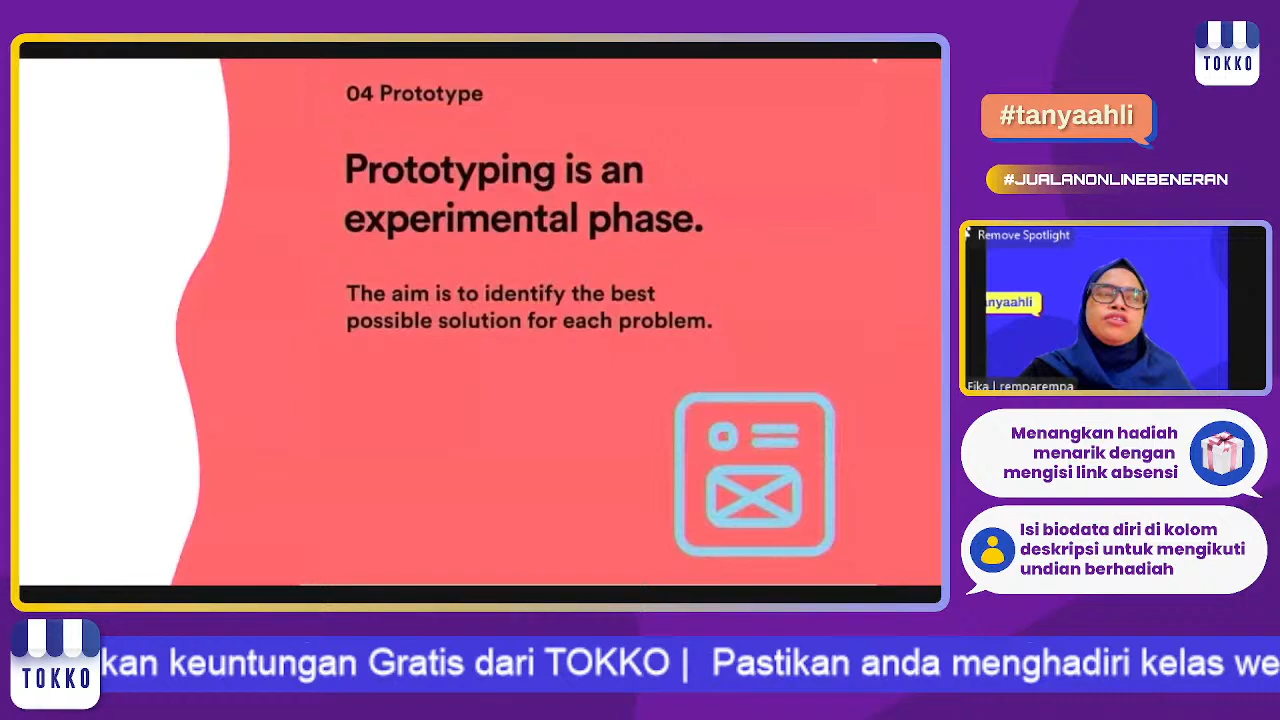 04 Prototype
Prototyping is an
experimental phase.
The aim is to identify the best
possible solution for each problem.
TOKKO
#tanyaahli
#JUALANONLINEBENERAN
Remove Spotlight
anyaahli
Fika | remparempa
Menangkan hadiah
menarik dengan
mengisi link absensi
Isi biodata diri di kolom
deskripsi untuk mengikuti
undian berhadiah
TOKKO
kan keuntungan Gratis dari TOKKO | Pastikan anda menghadiri kelas we